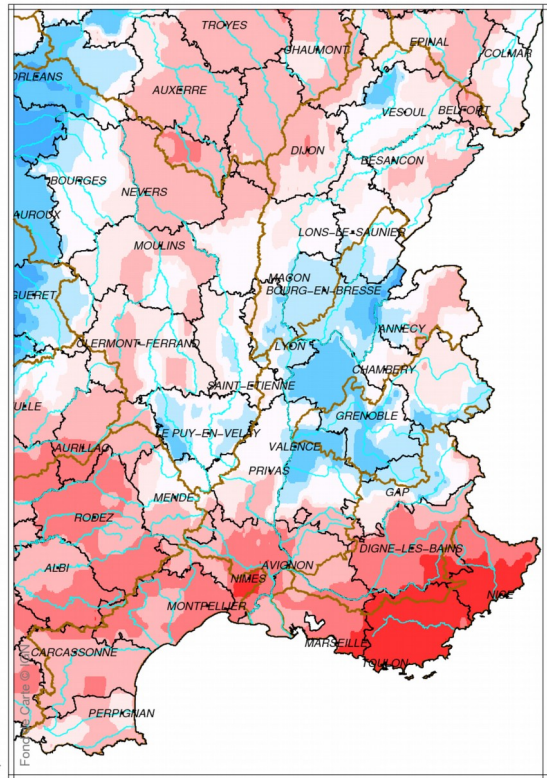 TROYES
CHAUMONT
EPINAL
COLMAR
ORLEANS
AUXERRE
VESOUL
BELFORT
DIJON
BESANCON
BOURGES
NEVERS
AUROUX
LONS-LE-SAUNIER
MOULINS
MACON
BOURG-EN-BRESSE
GUERET
ANNECY
CLERMONT-FERRAND
LYON
CHAMBERY
SAINT-ETIENNE
ULLE
GRENOBLE
LE PUY-EN-VELAY
AURILLAC
VALENCE
PRIVAS
MENDE
GAP
RODEZ
DIGNE-LES-BAINS
ALBI
AVIGNON
NIMES
NICE
MONTPELLIER
MARSEILLE
CARCASSONNE
TOULON
PERPIGNAN
Fond de Carte © IGN